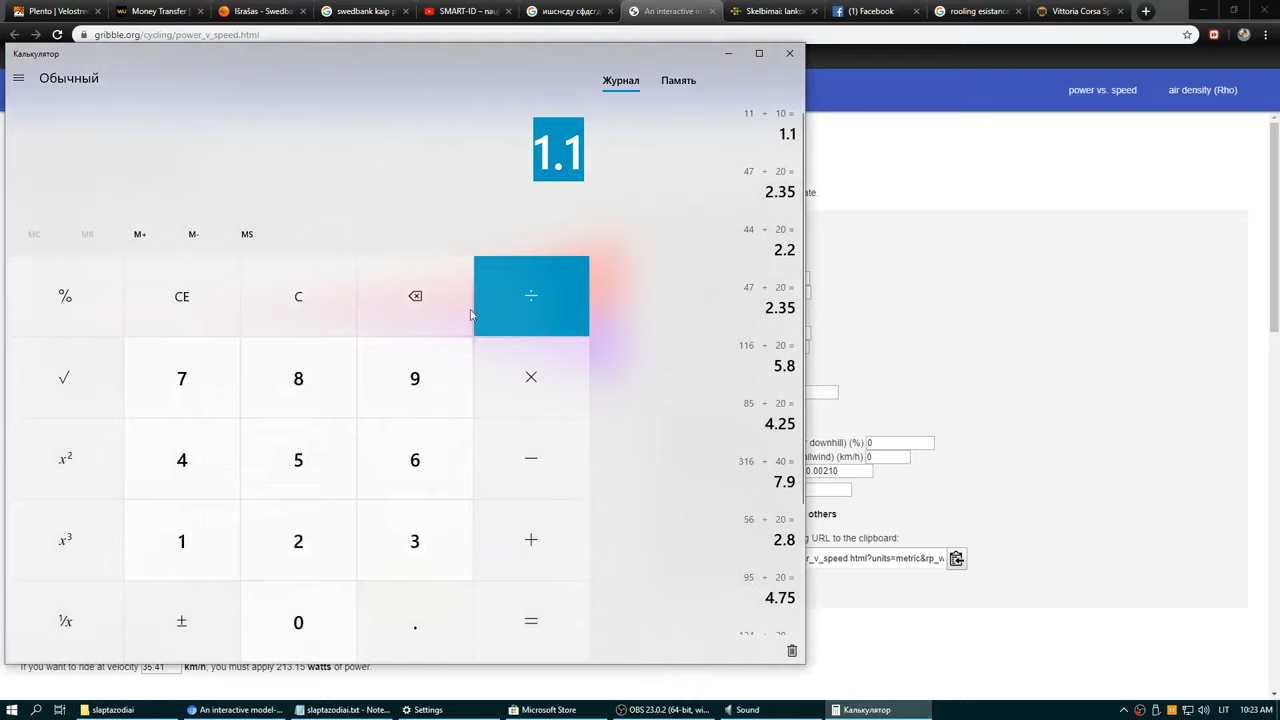 Plento | Holostei
Money Transfer
Išrašas - Swedba
swedbank kaip p
SMART-ID – nauj
ишснсду сфдсгд
An interactive m
Skelbimai: lanko
(1) Facebook
rooling esistanc
Vittoria Corsa Sp
gribble.org/cycling/power_v_speed.html
Калькулятор
Обычный
Журнал
Память
power vs. speed
air density (Rho)
11 ÷ 10 =
1.1
1.1
47 ÷ 20 =
2.35
ate.
44 ÷ 20 =
2.2
MC MR M+ M- MS
47 ÷ 20 =
2.35
% CE C ÷
116 ÷ 20 =
5.8
√ 7 8 9 ×
85 ÷ 20 =
4.25
r downhill) (%) 0
ailwind) (km/h) 0
x² 4 5 6 −
316 ÷ 40 =
0.00210
7.9
others
56 ÷ 20 =
2.8
g URL to the clipboard:
x³ 1 2 3 +
er_v_speed.html?units=metric&rp_w
95 ÷ 20 =
4.75
¹/x ± 0 . =
If you want to ride at velocity 35.41 km/h, you must apply 213.15 watts of power.
slaptazodiai
An interactive model-...
slaptazodiai.txt - Note...
Settings
Microsoft Store
OBS 23.0.2 (64-bit, wi...
Sound
Калькулятор
LIT
10:23 AM